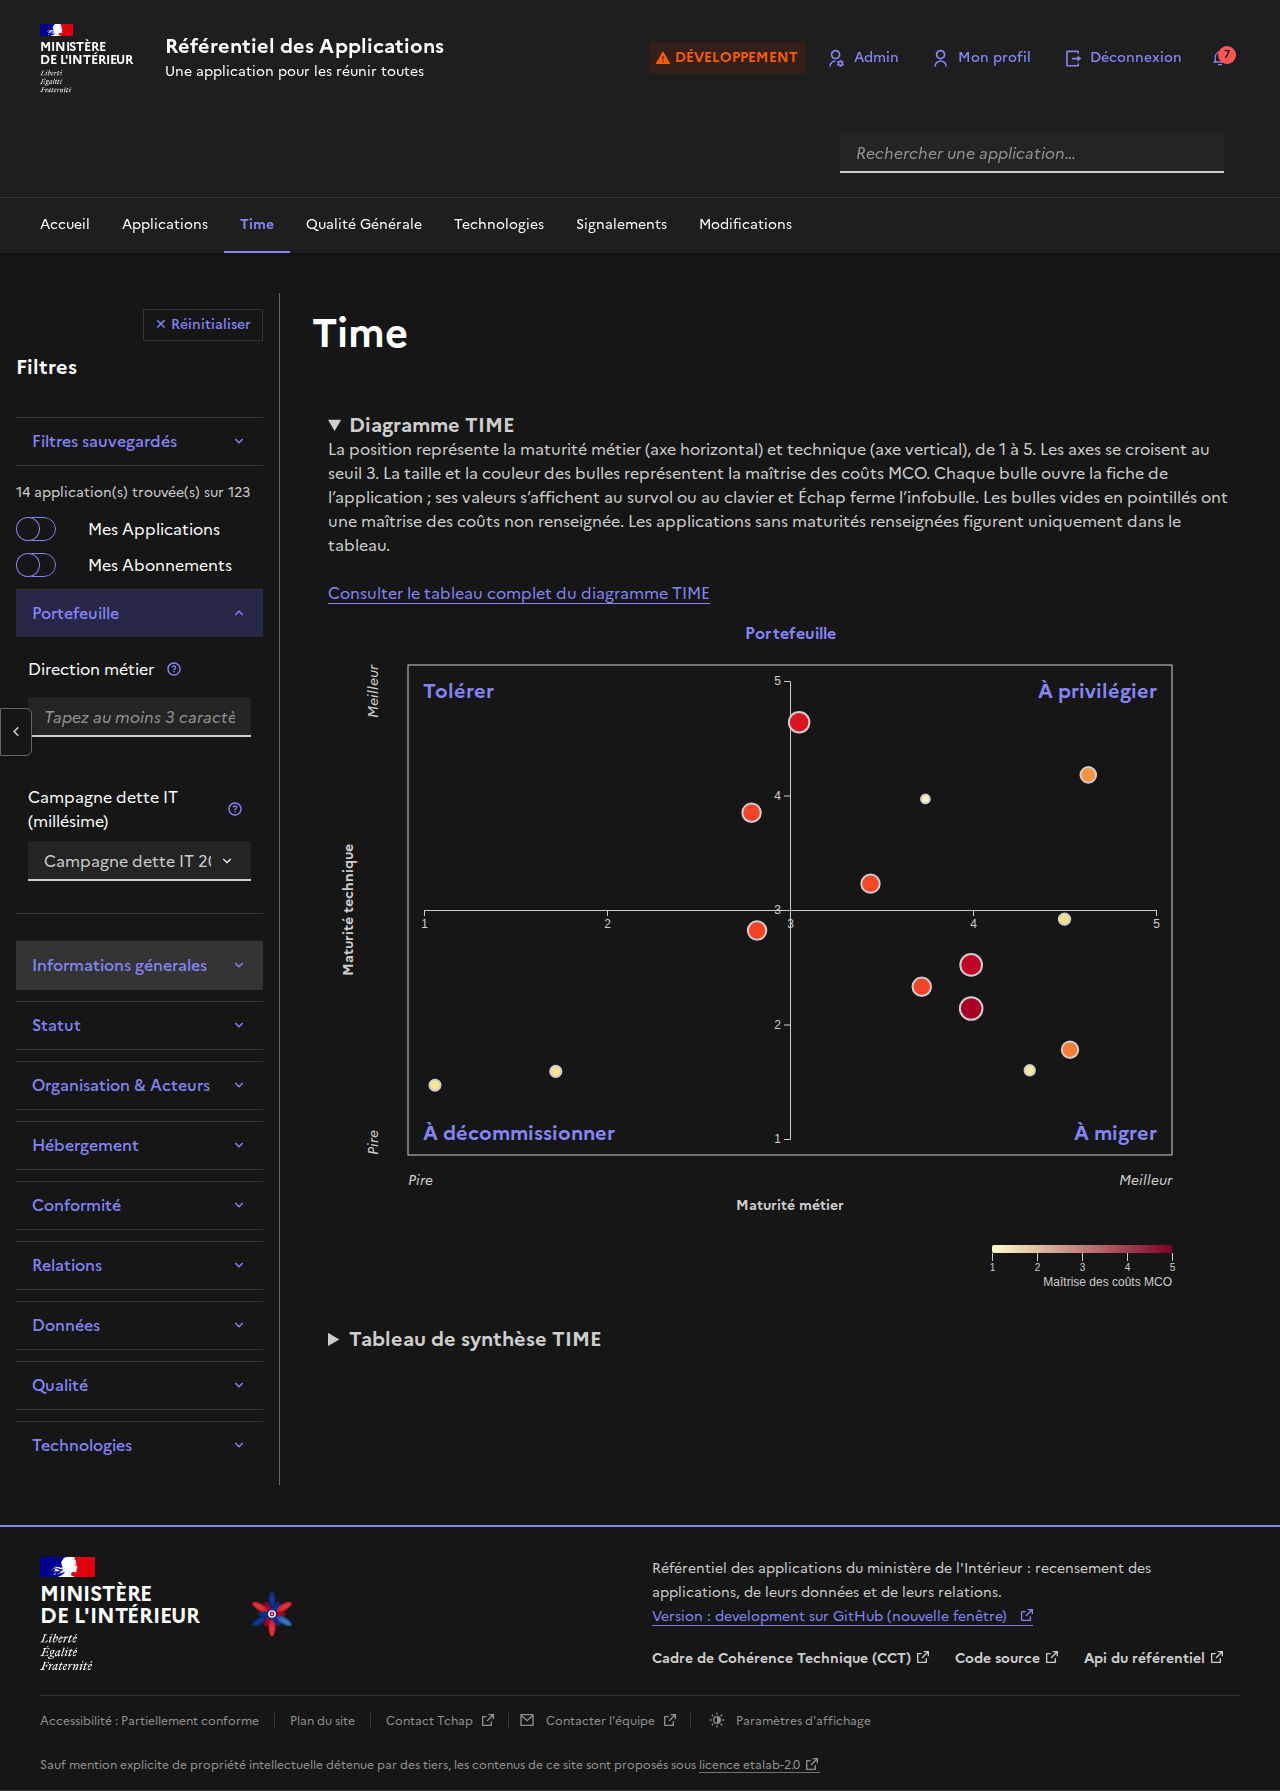 MINISTÈRE
DE L'INTÉRIEUR
Liberté
Égalité
Fraternité
Référentiel des Applications
Une application pour les réunir toutes
DÉVELOPPEMENT
Admin
Mon profil
Déconnexion
7
Rechercher une application…
Accueil
Applications
Time
Qualité Générale
Technologies
Signalements
Modifications
✕ Réinitialiser
Filtres
Filtres sauvegardés
14 application(s) trouvée(s) sur 123
Mes Applications
Mes Abonnements
Portefeuille
Direction métier
Tapez au moins 3 caractè
Campagne dette IT
(millésime)
Campagne dette IT 20
Informations génerales
Statut
Organisation & Acteurs
Hébergement
Conformité
Relations
Données
Qualité
Technologies
Time
Diagramme TIME
La position représente la maturité métier (axe horizontal) et technique (axe vertical), de 1 à 5. Les axes se croisent au
seuil 3. La taille et la couleur des bulles représentent la maîtrise des coûts MCO. Chaque bulle ouvre la fiche de
l’application ; ses valeurs s’affichent au survol ou au clavier et Échap ferme l’infobulle. Les bulles vides en pointillés ont
une maîtrise des coûts non renseignée. Les applications sans maturités renseignées figurent uniquement dans le
tableau.
Consulter le tableau complet du diagramme TIME
Portefeuille
Meilleur
Tolérer
5
À privilégier
4
Maturité technique
3
1
2
3
4
5
2
Pire
À décommissionner
1
À migrer
Pire
Meilleur
Maturité métier
1
2
3
4
5
Maîtrise des coûts MCO
Tableau de synthèse TIME
MINISTÈRE
DE L'INTÉRIEUR
Liberté
Égalité
Fraternité
Référentiel des applications du ministère de l'Intérieur : recensement des
applications, de leurs données et de leurs relations.
Version : development sur GitHub (nouvelle fenêtre)
Cadre de Cohérence Technique (CCT)
Code source
Api du référentiel
Accessibilité : Partiellement conforme
Plan du site
Contact Tchap
Contacter l'équipe
Paramètres d'affichage
Sauf mention explicite de propriété intellectuelle détenue par des tiers, les contenus de ce site sont proposés sous licence etalab-2.0